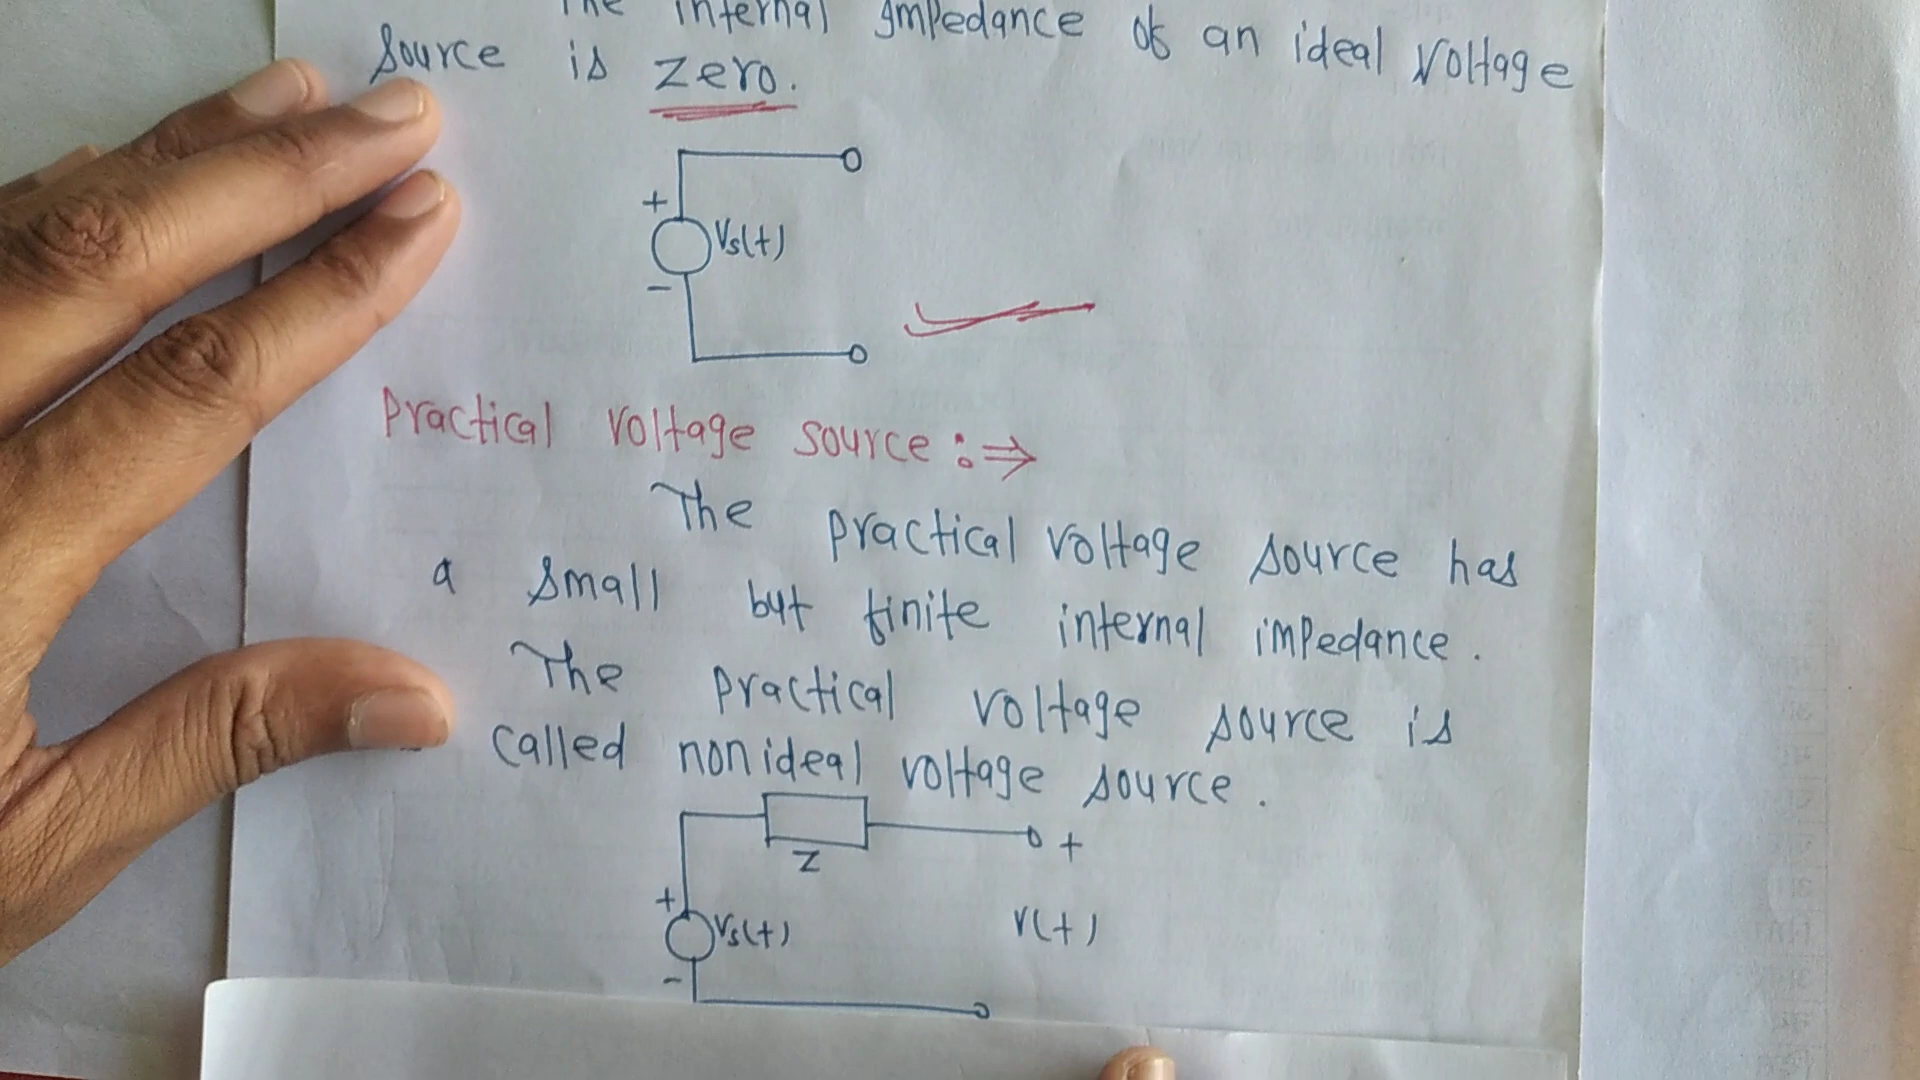 The internal Impedance of an ideal Voltage
source is zero.
+
Vs(t)
-
Practical voltage source :⇒
The practical voltage source has
a small but finite internal impedance.
The practical voltage source is
called nonideal voltage source.
Z
+
+
Vs(t)
V(t)
-